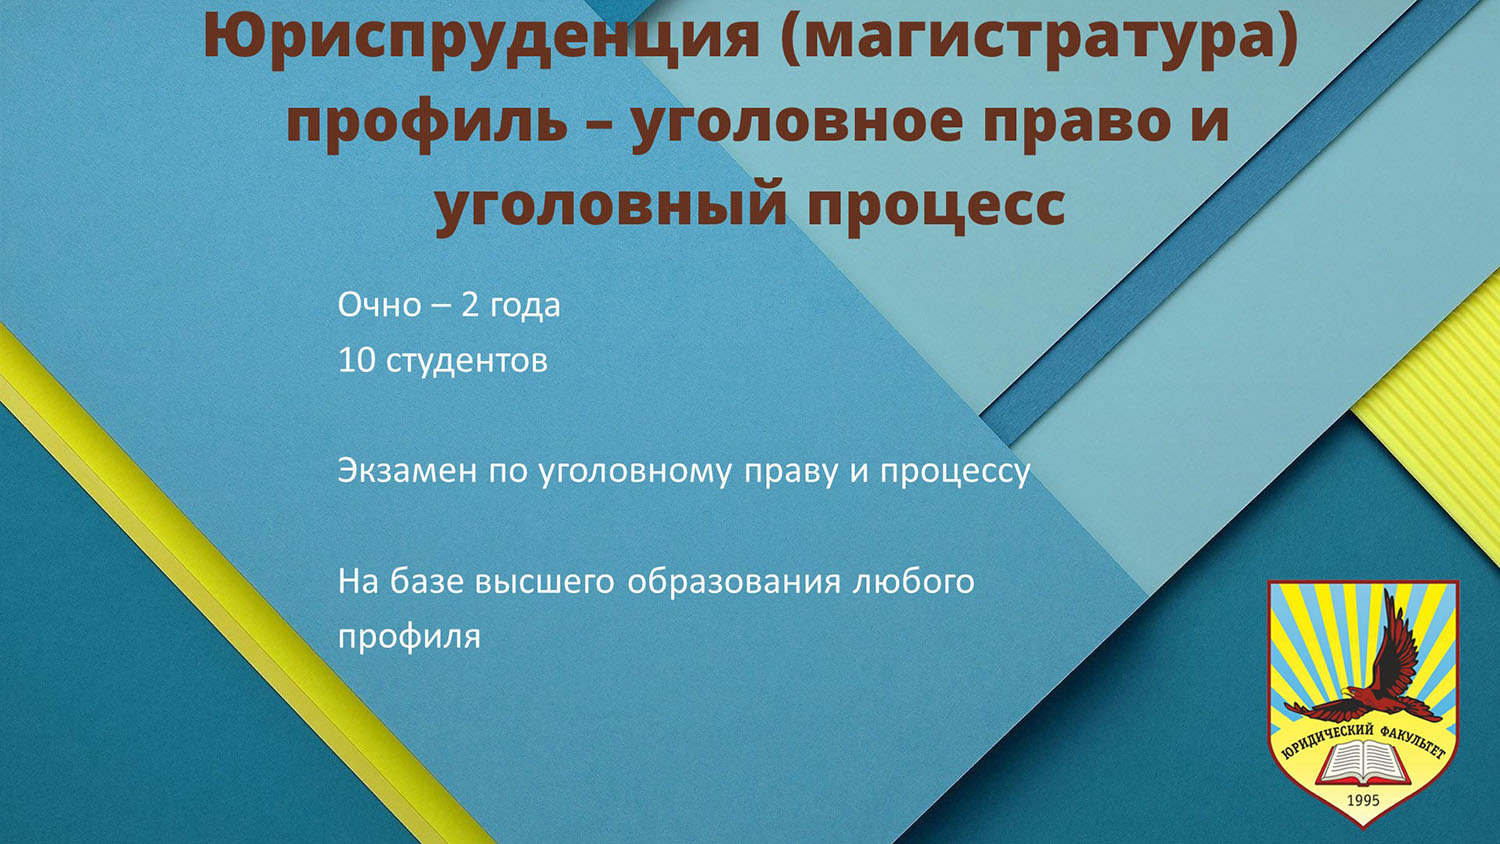 Юриспруденция (магистратура)
профиль – уголовное право и
уголовный процесс
Очно – 2 года
10 студентов
Экзамен по уголовному праву и процессу
На базе высшего образования любого
профиля
ЮРИДИЧЕСКИЙ ФАКУЛЬТЕТ
1995